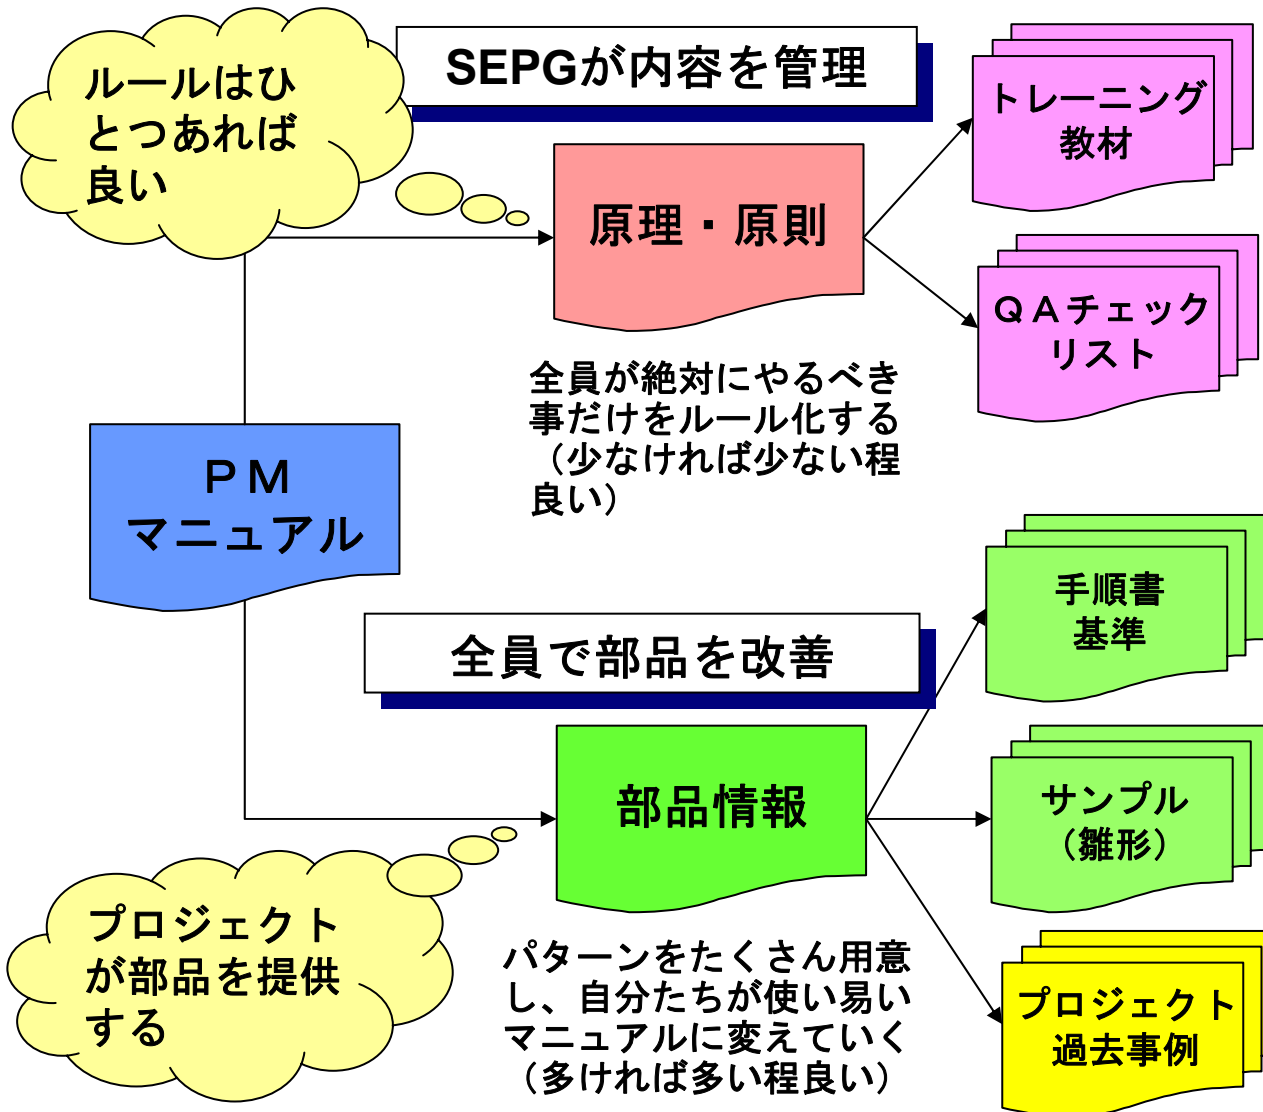 ルールはひ
とつあれば
良い
SEPGが内容を管理
トレーニング
教材
原理・原則
ＱＡチェック
リスト
全員が絶対にやるべき
事だけをルール化する
（少なければ少ない程
良い）
ＰＭ
マニュアル
手順書
基準
全員で部品を改善
部品情報
サンプル
（雛形）
プロジェクト
が部品を提供
する
パターンをたくさん用意
し、自分たちが使い易い
マニュアルに変えていく
（多ければ多い程良い）
プロジェクト
過去事例